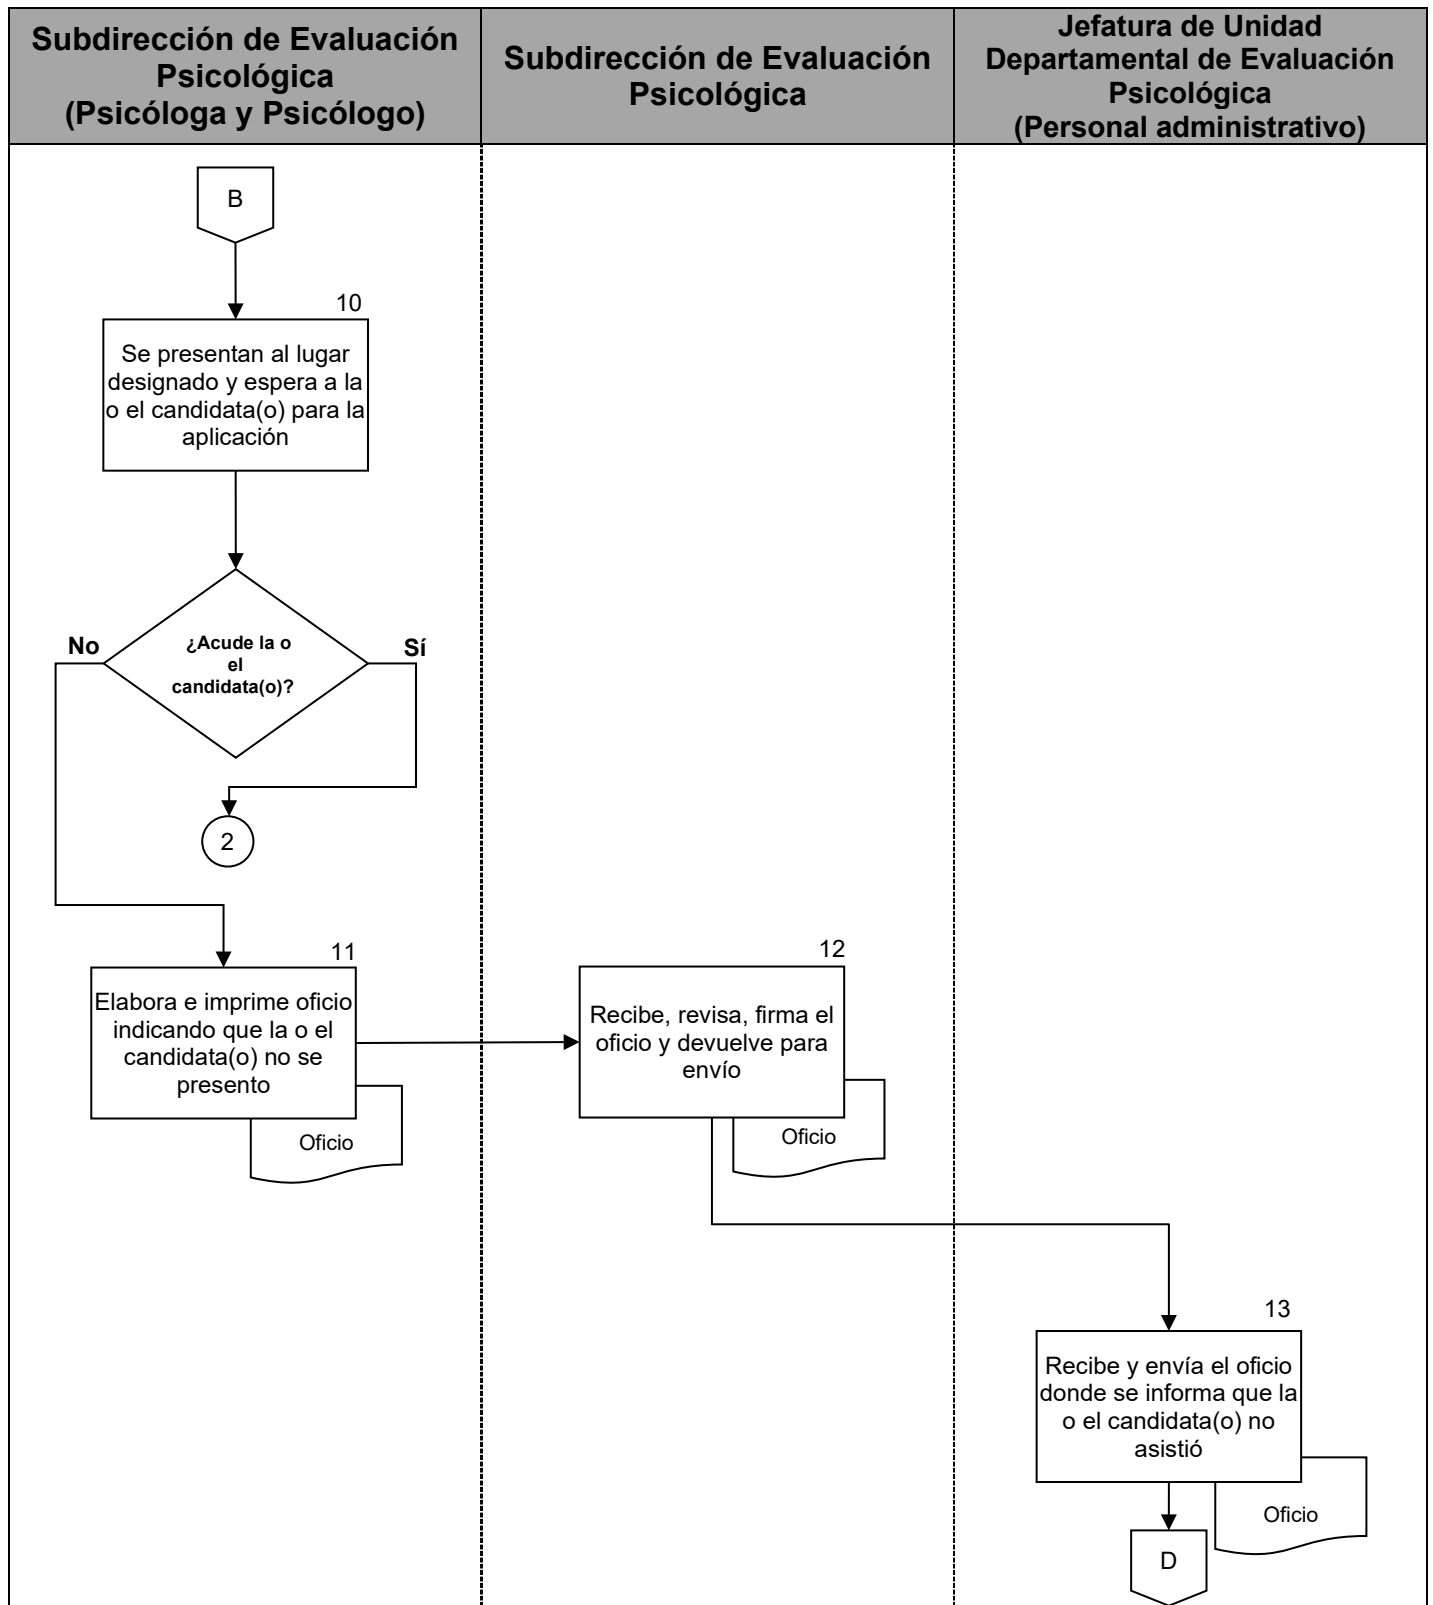 Subdirección de Evaluación
Psicológica
(Psicóloga y Psicólogo)
Subdirección de Evaluación
Psicológica
Jefatura de Unidad
Departamental de Evaluación
Psicológica
(Personal administrativo)
B
10
Se presentan al lugar
designado y espera a la
o el candidata(o) para la
aplicación
No
¿Acude la o
el
candidata(o)?
Sí
2
11
Elabora e imprime oficio
indicando que la o el
candidata(o) no se
presento
Oficio
12
Recibe, revisa, firma el
oficio y devuelve para
envío
Oficio
13
Recibe y envía el oficio
donde se informa que la
o el candidata(o) no
asistió
Oficio
D